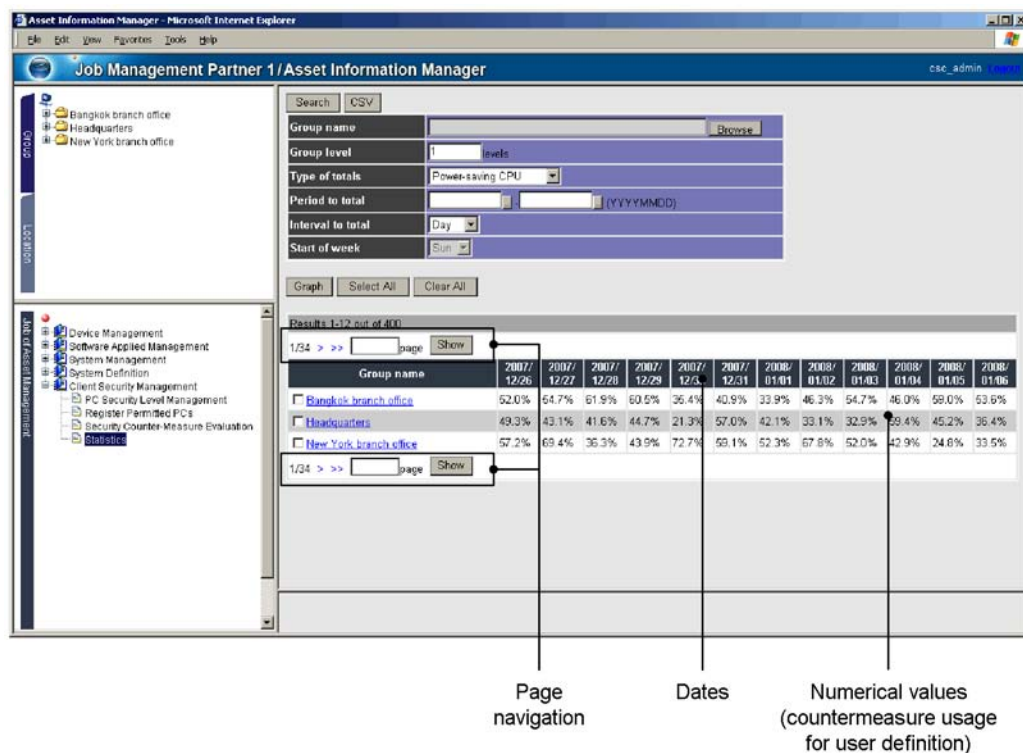 Asset Information Manager - Microsoft Internet Explorer
File Edit View Favorites Tools Help
Job Management Partner 1/Asset Information Manager
csc_admin Logout
Group
Location
Bangkok branch office
Headquarters
New York branch office
Search CSV
Group name Browse
Group level 1 levels
Type of totals Power-saving CPU
Period to total - (YYYYMMDD)
Interval to total Day
Start of week Sun
Graph Select All Clear All
Job of Asset Management
Device Management
Software Applied Management
System Management
System Definition
Client Security Management
PC Security Level Management
Register Permitted PCs
Security Counter-Measure Evaluation
Statistics
Results 1-12 out of 400
1/34 > >> page Show
Group name 2007/12/26 2007/12/27 2007/12/28 2007/12/29 2007/12/3 2007/12/31 2008/01/01 2008/01/02 2008/01/03 2008/01/04 2008/01/05 2008/01/06
Bangkok branch office 52.0% 54.7% 61.9% 60.5% 36.4% 40.9% 33.9% 46.3% 54.7% 46.0% 59.0% 53.6%
Headquarters 49.3% 43.1% 41.6% 44.7% 21.3% 57.0% 42.1% 33.1% 32.9% 59.4% 45.2% 36.4%
New York branch office 57.2% 69.4% 36.3% 43.9% 72.7% 59.1% 52.3% 67.8% 52.0% 42.9% 24.8% 33.5%
1/34 > >> page Show
Page navigation
Dates
Numerical values
(countermeasure usage
for user definition)